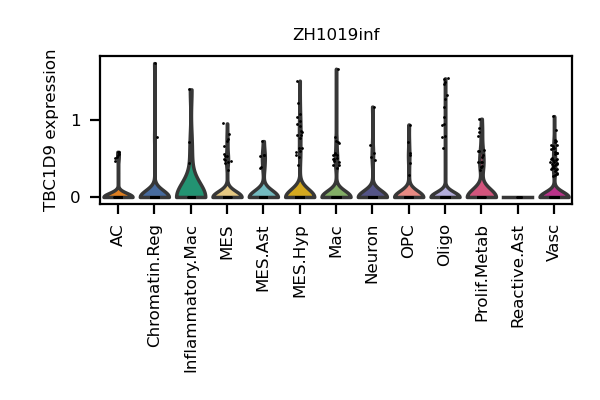 ZH1019inf
TBC1D9 expression
1
0
AC
Chromatin.Reg
Inflammatory.Mac
MES
MES.Ast
MES.Hyp
Mac
Neuron
OPC
Oligo
Prolif.Metab
Reactive.Ast
Vasc